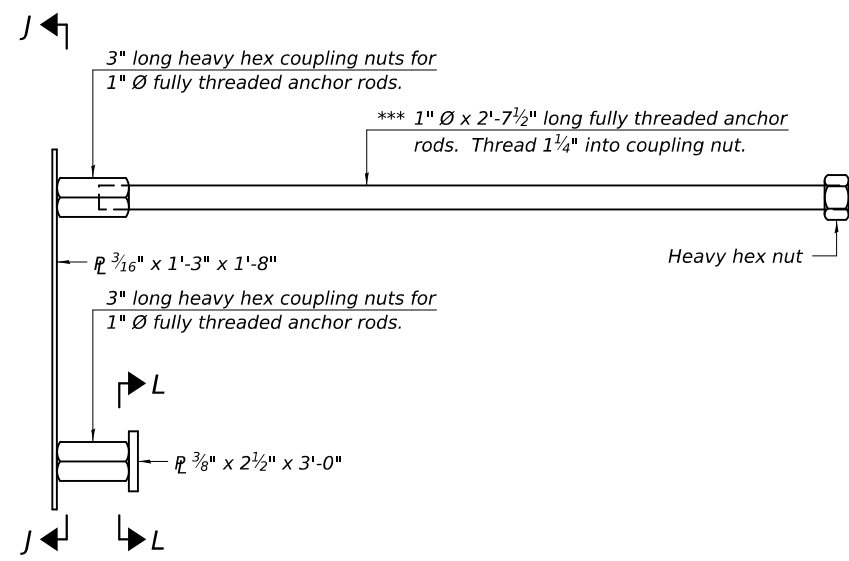 J
3" long heavy hex coupling nuts for
1" Ø fully threaded anchor rods.
*** 1" Ø x 2'-7½" long fully threaded anchor
rods. Thread 1¼" into coupling nut.
Heavy hex nut
℄ 3/16" x 1'-3" x 1'-8"
3" long heavy hex coupling nuts for
1" Ø fully threaded anchor rods.
L
℄ 3/8" x 2½" x 3'-0"
J
L